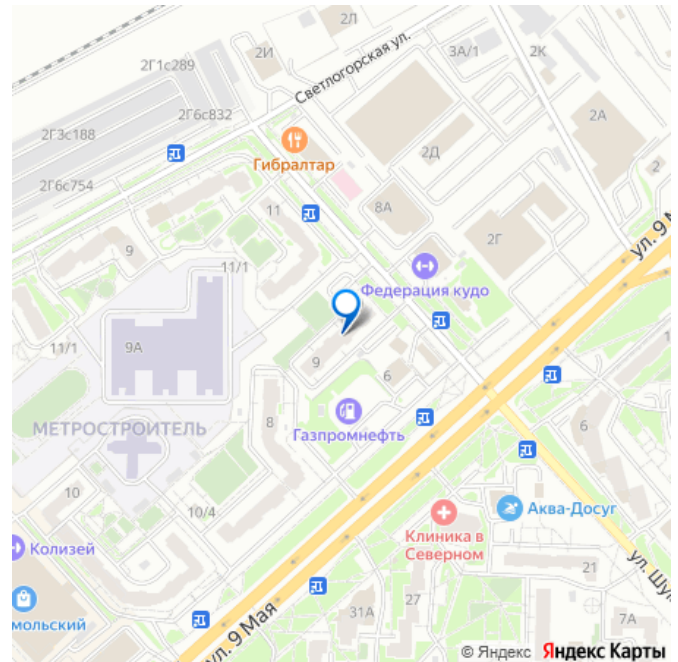 2Л
2И
2Г1с289
Светлогорская ул.
3А/1
2К
2Г6с832
2А
2Г3с188
Гибралтар
2Д
2Г6с754
2
11
8А
9
2Г
ул. 9 М
11/1
Федерация кудо
9А
11/1
9
6
1
8
Газпромнефть
МЕТРОСТРОИТЕЛЬ
6
10
10/4
Аква-Досуг
Клиника в
Северном
Колизей
21
ул. Шу
мольский
27
31А
7А
ул. 9 Мая
© Яндекс Яндекс Карты